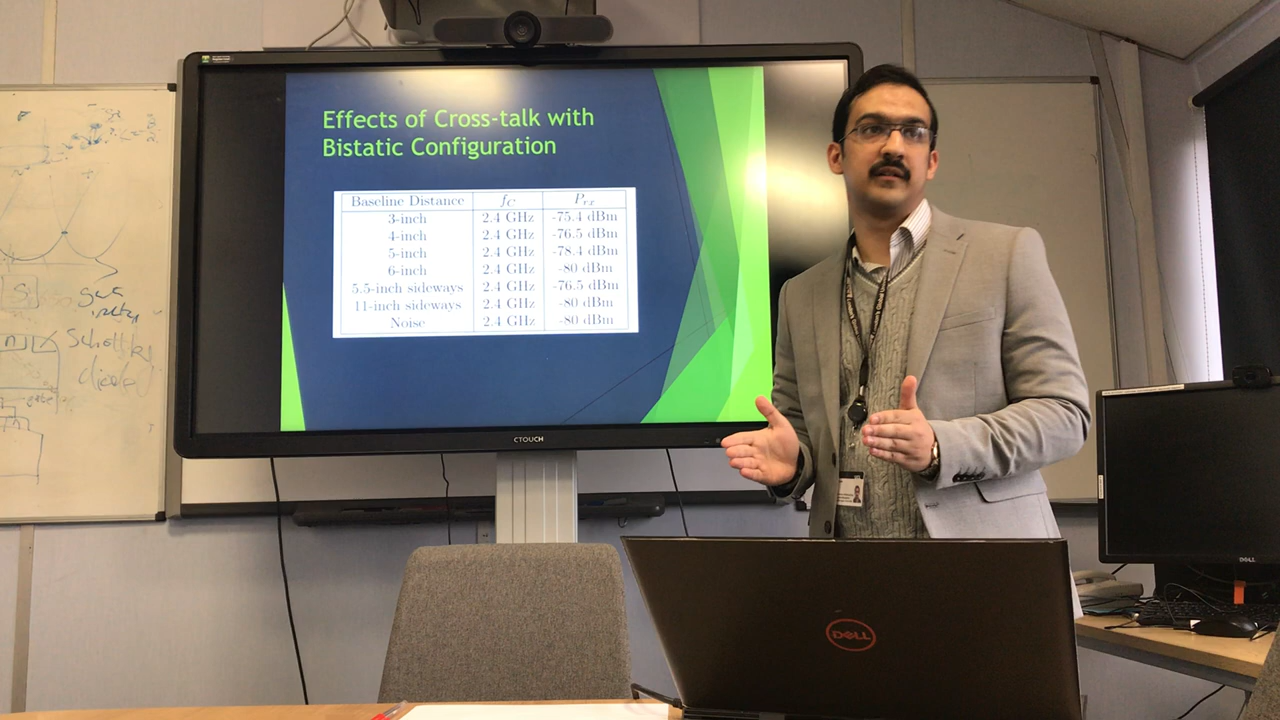 Effects of Cross-talk with
Bistatic Configuration
Baseline Distance f_C P_rx
3-inch 2.4 GHz -75.4 dBm
4-inch 2.4 GHz -76.5 dBm
5-inch 2.4 GHz -78.4 dBm
6-inch 2.4 GHz -80 dBm
5.5-inch sideways 2.4 GHz -76.5 dBm
11-inch sideways 2.4 GHz -80 dBm
Noise 2.4 GHz -80 dBm
CTOUCH
Schottky
diode
DELL
DELL